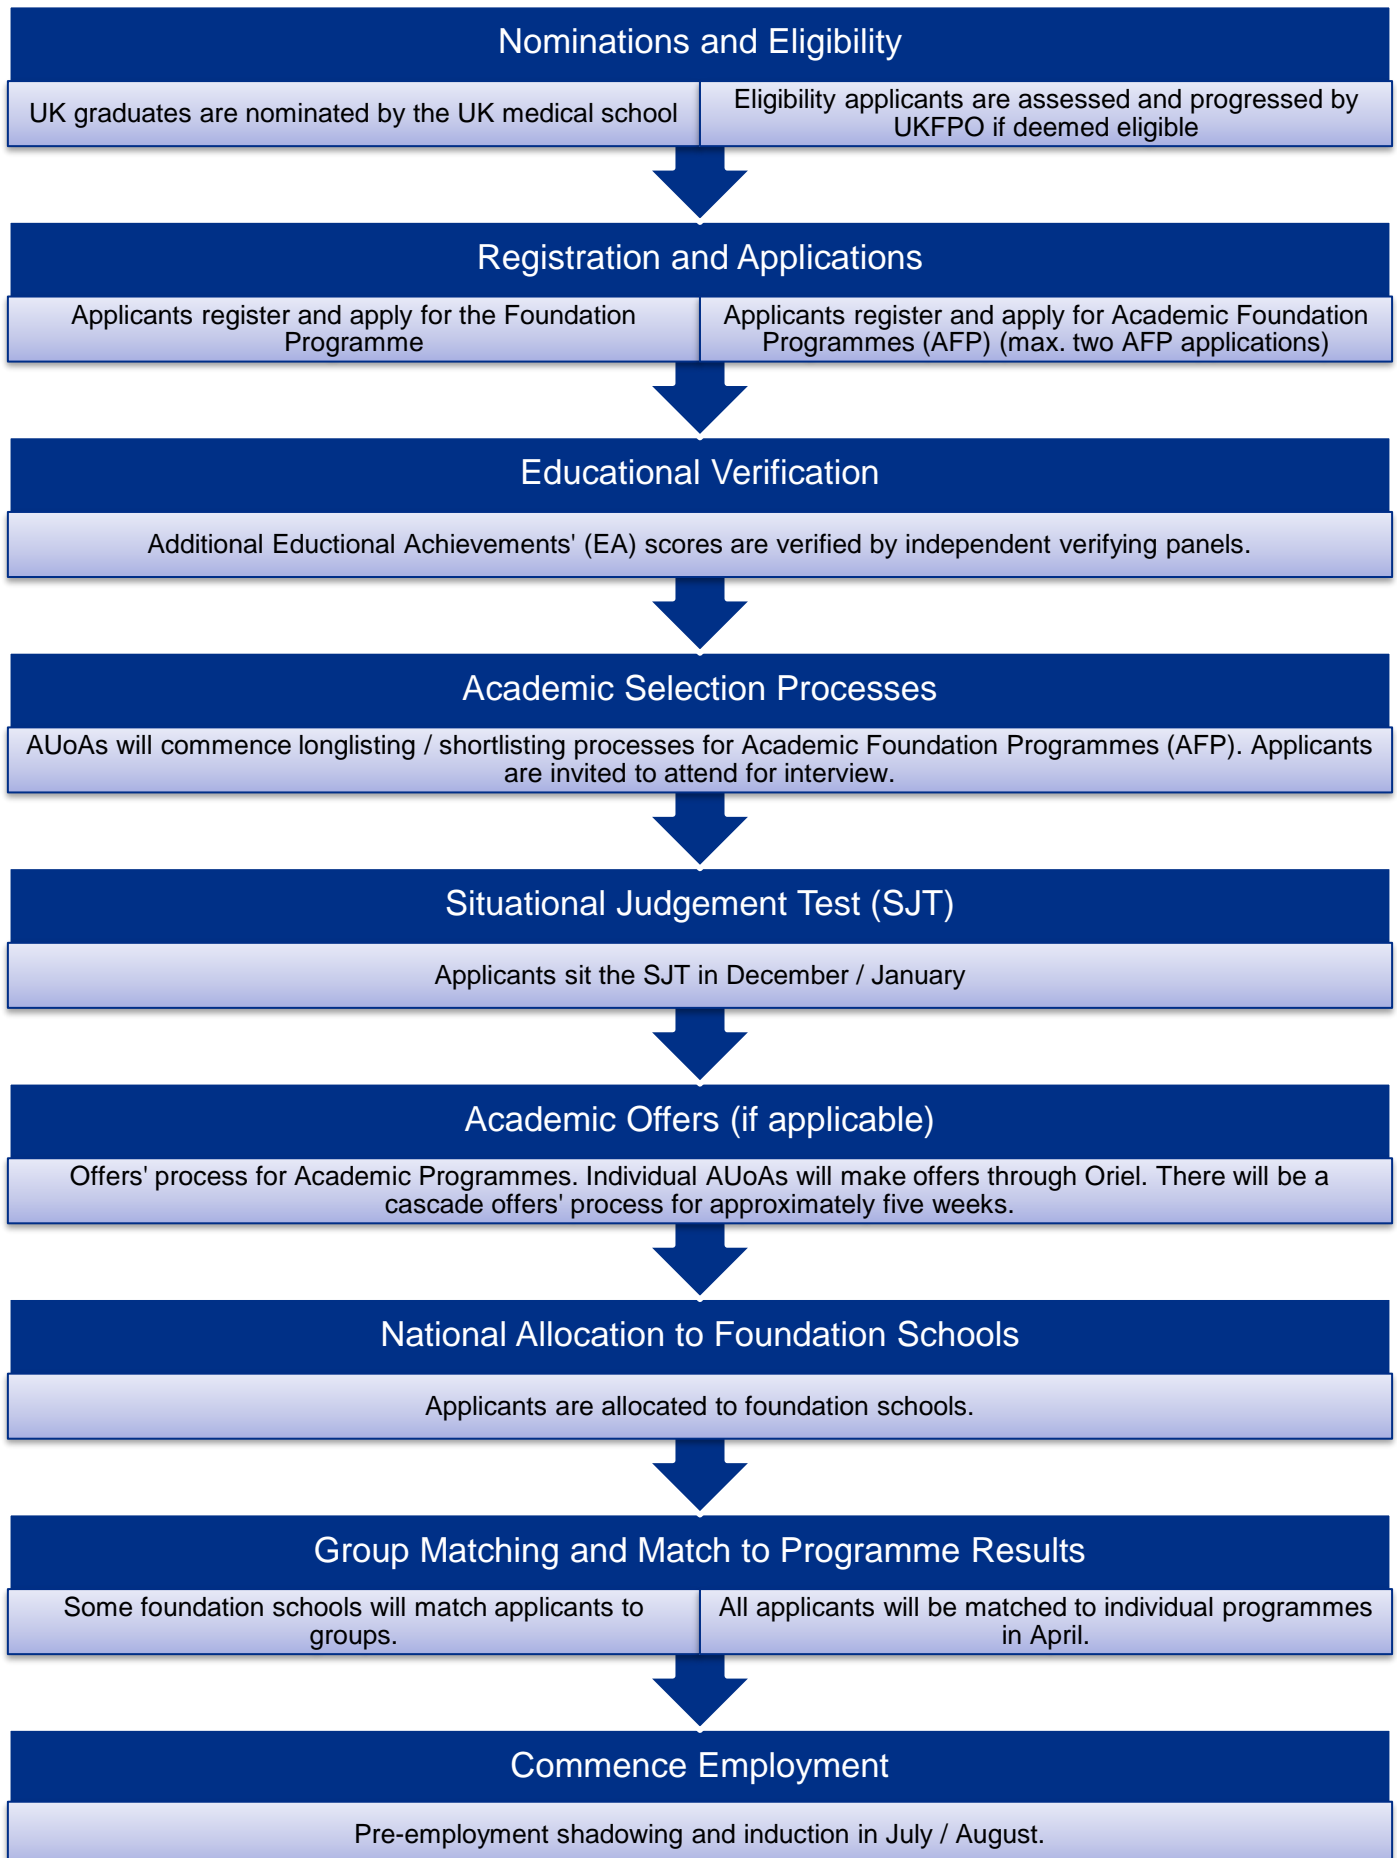 Nominations and Eligibility
UK graduates are nominated by the UK medical school
Eligibility applicants are assessed and progressed by
UKFPO if deemed eligible
Registration and Applications
Applicants register and apply for the Foundation
Programme
Applicants register and apply for Academic Foundation
Programmes (AFP) (max. two AFP applications)
Educational Verification
Additional Eductional Achievements' (EA) scores are verified by independent verifying panels.
Academic Selection Processes
AUoAs will commence longlisting / shortlisting processes for Academic Foundation Programmes (AFP). Applicants
are invited to attend for interview.
Situational Judgement Test (SJT)
Applicants sit the SJT in December / January
Academic Offers (if applicable)
Offers' process for Academic Programmes. Individual AUoAs will make offers through Oriel. There will be a
cascade offers' process for approximately five weeks.
National Allocation to Foundation Schools
Applicants are allocated to foundation schools.
Group Matching and Match to Programme Results
Some foundation schools will match applicants to
groups.
All applicants will be matched to individual programmes
in April.
Commence Employment
Pre-employment shadowing and induction in July / August.